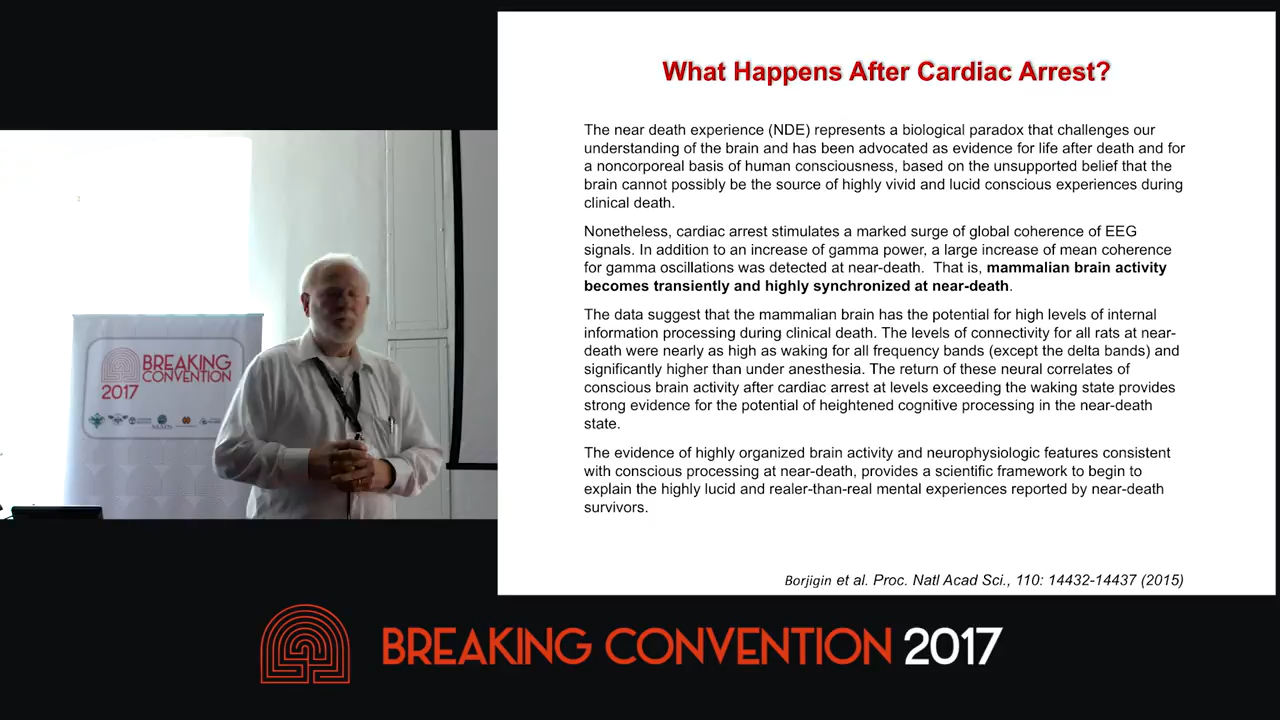 What Happens After Cardiac Arrest?
The near death experience (NDE) represents a biological paradox that challenges our
understanding of the brain and has been advocated as evidence for life after death and for
a noncorporeal basis of human consciousness, based on the unsupported belief that the
brain cannot possibly be the source of highly vivid and lucid conscious experiences during
clinical death.
Nonetheless, cardiac arrest stimulates a marked surge of global coherence of EEG
signals. In addition to an increase of gamma power, a large increase of mean coherence
for gamma oscillations was detected at near-death. That is, mammalian brain activity
becomes transiently and highly synchronized at near-death.
The data suggest that the mammalian brain has the potential for high levels of internal
information processing during clinical death. The levels of connectivity for all rats at near-
death were nearly as high as waking for all frequency bands (except the delta bands) and
significantly higher than under anesthesia. The return of these neural correlates of
conscious brain activity after cardiac arrest at levels exceeding the waking state provides
strong evidence for the potential of heightened cognitive processing in the near-death
state.
The evidence of highly organized brain activity and neurophysiologic features consistent
with conscious processing at near-death, provides a scientific framework to begin to
explain the highly lucid and realer-than-real mental experiences reported by near-death
survivors.
Borjigin et al. Proc. Natl Acad Sci., 110: 14432-14437 (2015)
BREAKING
CONVENTION
2017
BREAKING CONVENTION 2017